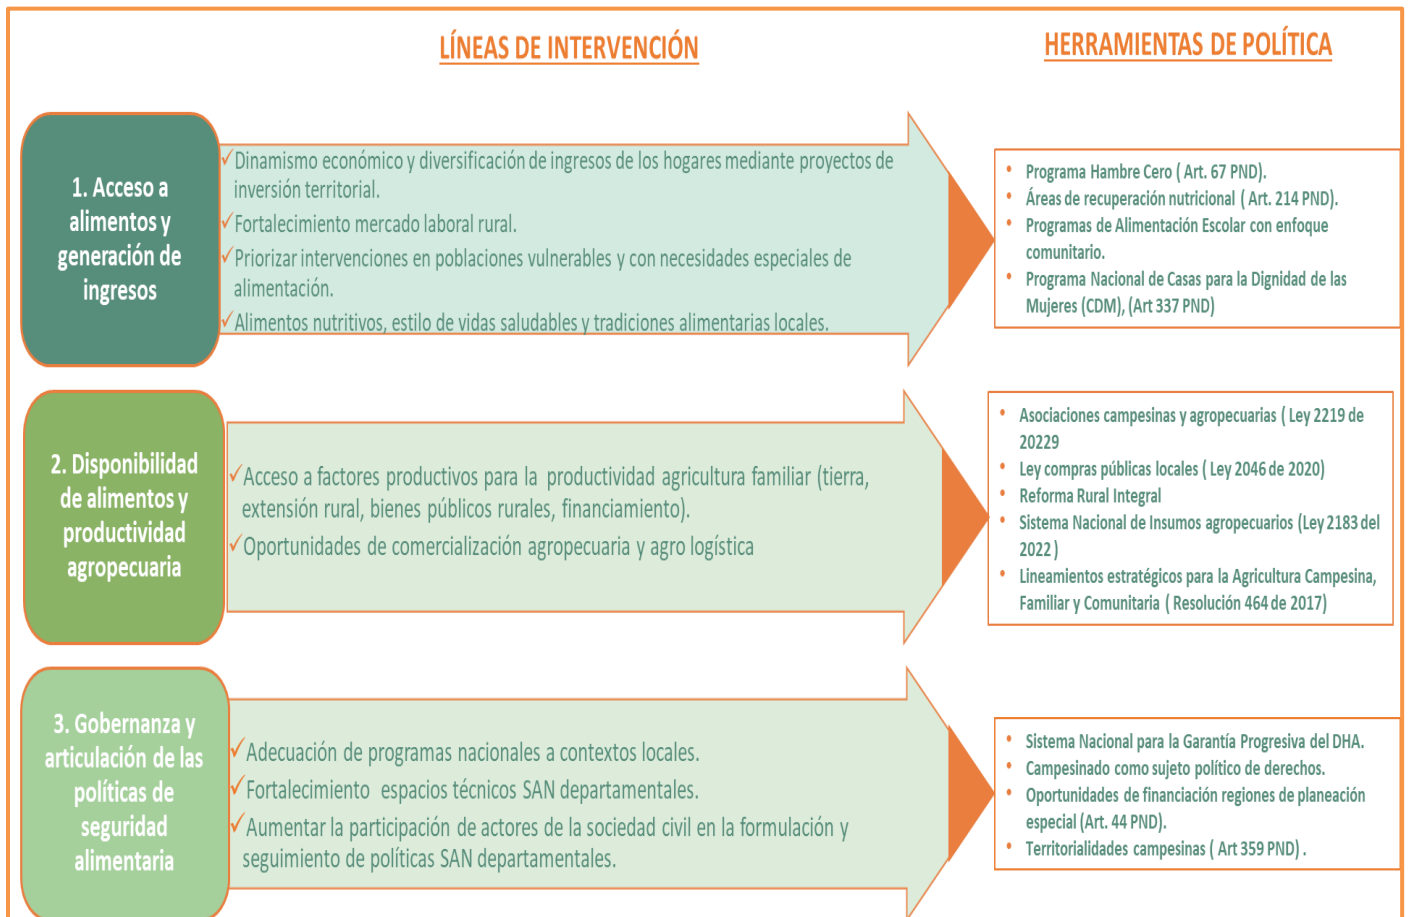 LÍNEAS DE INTERVENCIÓN
HERRAMIENTAS DE POLÍTICA
1. Acceso a
alimentos y
generación de
ingresos
✓Dinamismo económico y diversificación de ingresos de los hogares mediante proyectos de
inversión territorial.
✓Fortalecimiento mercado laboral rural.
✓Priorizar intervenciones en poblaciones vulnerables y con necesidades especiales de
alimentación.
✓Alimentos nutritivos, estilo de vidas saludables y tradiciones alimentarias locales.
• Programa Hambre Cero ( Art. 67 PND).
• Áreas de recuperación nutricional ( Art. 214 PND).
• Programas de Alimentación Escolar con enfoque
comunitario.
• Programa Nacional de Casas para la Dignidad de las
Mujeres (CDM), (Art 337 PND)
2. Disponibilidad
de alimentos y
productividad
agropecuaria
✓Acceso a factores productivos para la productividad agricultura familiar (tierra,
extensión rural, bienes públicos rurales, financiamiento).
✓Oportunidades de comercialización agropecuaria y agro logística
• Asociaciones campesinas y agropecuarias ( Ley 2219 de
20229
• Ley compras públicas locales ( Ley 2046 de 2020)
• Reforma Rural Integral
• Sistema Nacional de Insumos agropecuarios (Ley 2183 del
2022 )
• Lineamientos estratégicos para la Agricultura Campesina,
Familiar y Comunitaria ( Resolución 464 de 2017)
3. Gobernanza y
articulación de las
políticas de
seguridad
alimentaria
✓Adecuación de programas nacionales a contextos locales.
✓Fortalecimiento espacios técnicos SAN departamentales.
✓Aumentar la participación de actores de la sociedad civil en la formulación y
seguimiento de políticas SAN departamentales.
• Sistema Nacional para la Garantía Progresiva del DHA.
• Campesinado como sujeto político de derechos.
• Oportunidades de financiación regiones de planeación
especial (Art. 44 PND).
• Territorialidades campesinas ( Art 359 PND) .